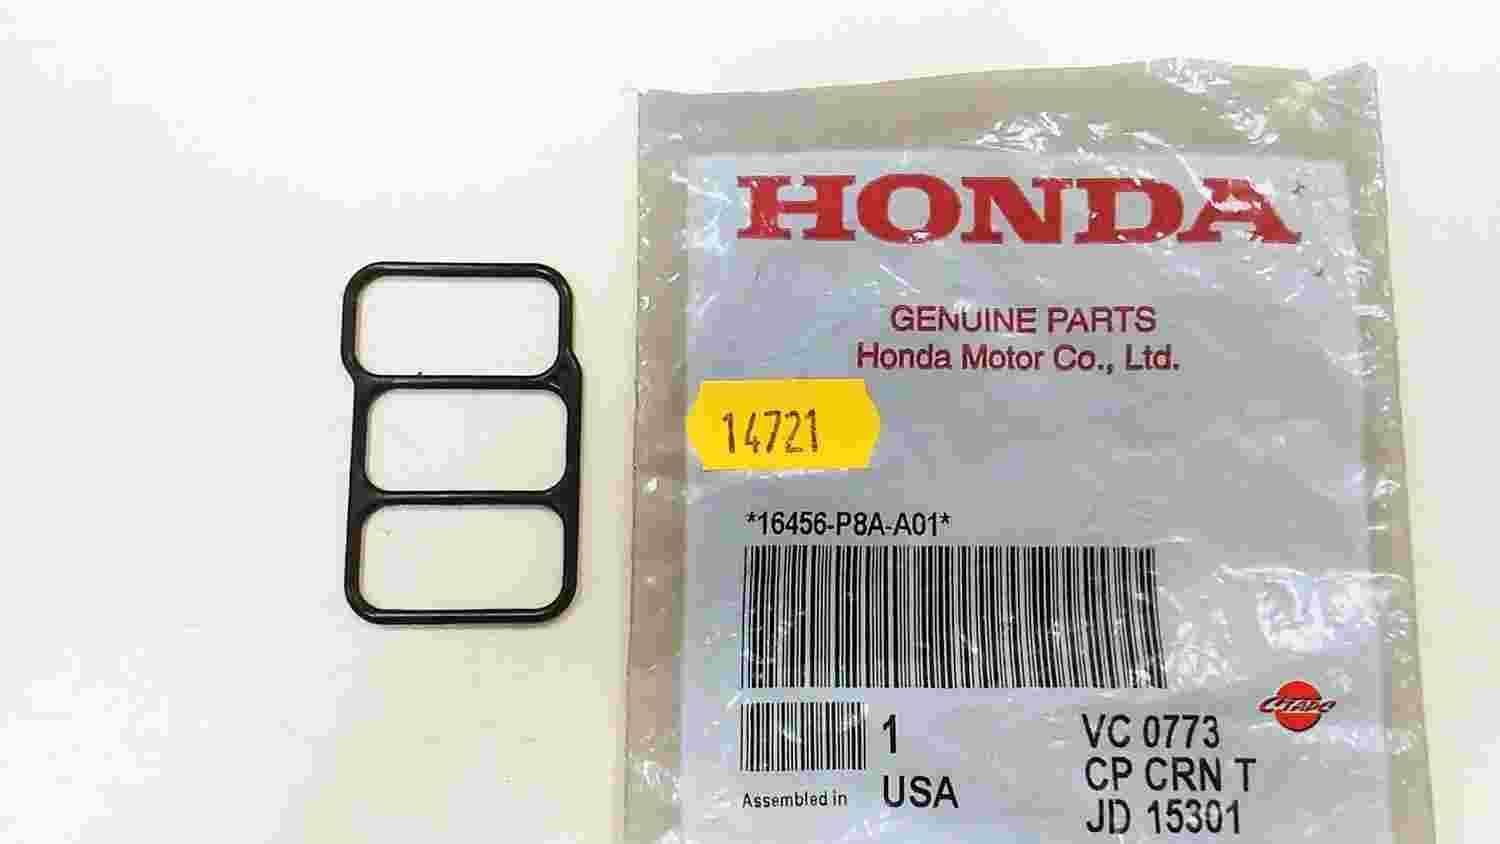 HONDA
GENUINE PARTS
Honda Motor Co., Ltd.
14721
*16456-P8A-A01*
1
VC 0773
CTAPC
CP CRN T
Assembled in USA
JD 15301